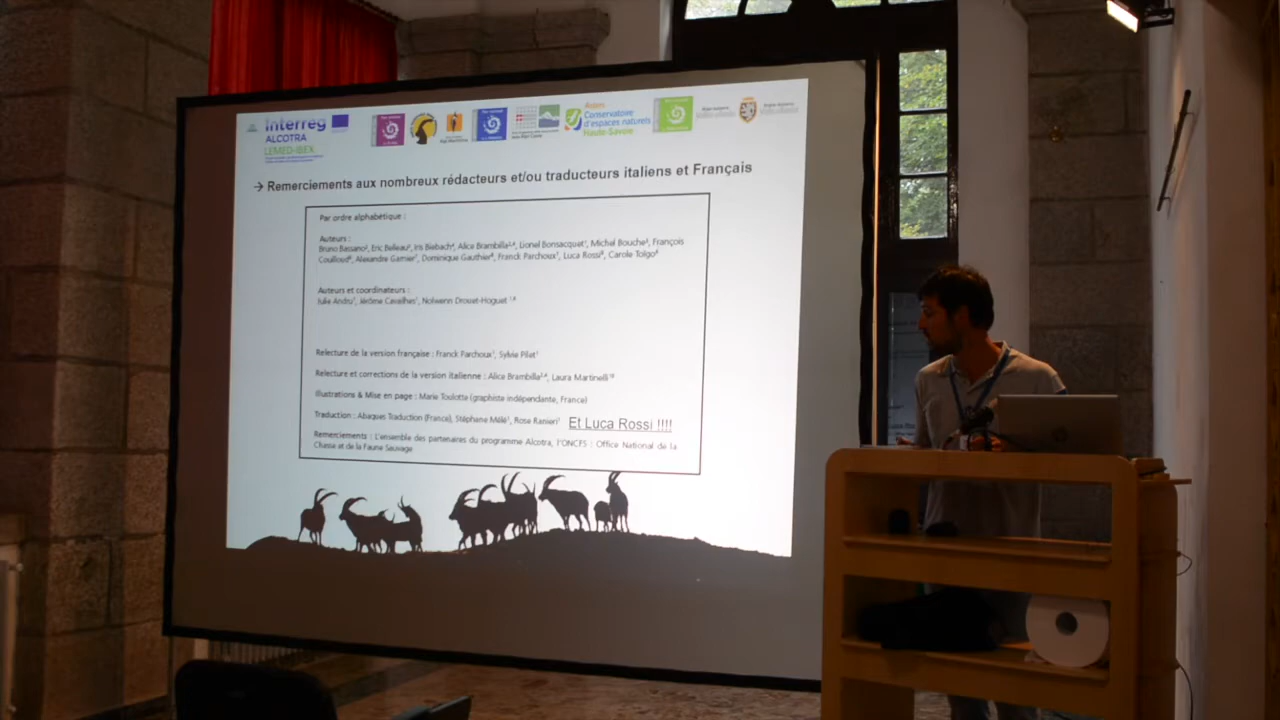 Interreg
ALCOTRA
LEMED-IBEX
Asters
Conservatoire
d'espaces naturels
Haute-Savoie
→ Remerciements aux nombreux rédacteurs et/ou traducteurs italiens et Français
Par ordre alphabétique :
Auteurs :
Bruno Bassano, Eric Belleau, Iris Biebach, Alice Brambilla, Lionel Bonsacquet, Michel Bouche, François
Couilloud, Alexandre Garnier, Dominique Gauthier, Franck Parchoux, Luca Rossi, Carole Toïgo
Auteurs et coordinateurs :
Julie Andru, Jérôme Cavailhes, Nolwenn Drouet-Hoguet
Relecture de la version française : Franck Parchoux, Sylvie Pilat
Relecture et corrections de la version italienne : Alice Brambilla, Laura Martinelli
Illustrations & Mise en page : Marie Toulotte (graphiste indépendante, France)
Traduction : Abaques Traduction (France), Stéphane Mélé, Rose Ranieri Et Luca Rossi !!!!
Remerciements : L'ensemble des partenaires du programme Alcotra, l'ONCFS : Office National de la
Chasse et de la Faune Sauvage